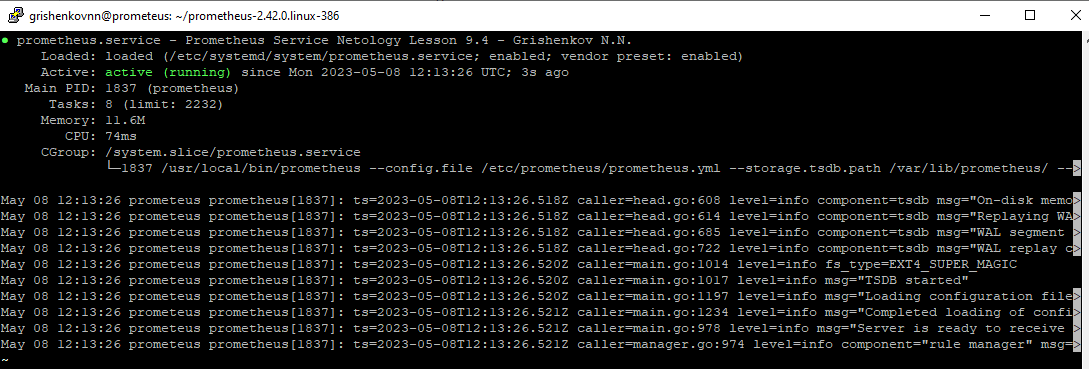 grishenkovnn@prometeus: ~/prometheus-2.42.0.linux-386
● prometheus.service - Prometheus Service Netology Lesson 9.4 - Grishenkov N.N.
Loaded: loaded (/etc/systemd/system/prometheus.service; enabled; vendor preset: enabled)
Active: active (running) since Mon 2023-05-08 12:13:26 UTC; 3s ago
Main PID: 1837 (prometheus)
Tasks: 8 (limit: 2232)
Memory: 11.6M
CPU: 74ms
CGroup: /system.slice/prometheus.service
└─1837 /usr/local/bin/prometheus --config.file /etc/prometheus/prometheus.yml --storage.tsdb.path /var/lib/prometheus/ -->
May 08 12:13:26 prometeus prometheus[1837]: ts=2023-05-08T12:13:26.518Z caller=head.go:608 level=info component=tsdb msg="On-disk memo>
May 08 12:13:26 prometeus prometheus[1837]: ts=2023-05-08T12:13:26.518Z caller=head.go:614 level=info component=tsdb msg="Replaying WA>
May 08 12:13:26 prometeus prometheus[1837]: ts=2023-05-08T12:13:26.518Z caller=head.go:685 level=info component=tsdb msg="WAL segment >
May 08 12:13:26 prometeus prometheus[1837]: ts=2023-05-08T12:13:26.518Z caller=head.go:722 level=info component=tsdb msg="WAL replay c>
May 08 12:13:26 prometeus prometheus[1837]: ts=2023-05-08T12:13:26.520Z caller=main.go:1014 level=info fs_type=EXT4_SUPER_MAGIC
May 08 12:13:26 prometeus prometheus[1837]: ts=2023-05-08T12:13:26.520Z caller=main.go:1017 level=info msg="TSDB started"
May 08 12:13:26 prometeus prometheus[1837]: ts=2023-05-08T12:13:26.520Z caller=main.go:1197 level=info msg="Loading configuration file>
May 08 12:13:26 prometeus prometheus[1837]: ts=2023-05-08T12:13:26.521Z caller=main.go:1234 level=info msg="Completed loading of confi>
May 08 12:13:26 prometeus prometheus[1837]: ts=2023-05-08T12:13:26.521Z caller=main.go:978 level=info msg="Server is ready to receive >
May 08 12:13:26 prometeus prometheus[1837]: ts=2023-05-08T12:13:26.521Z caller=manager.go:974 level=info component="rule manager" msg=>
~